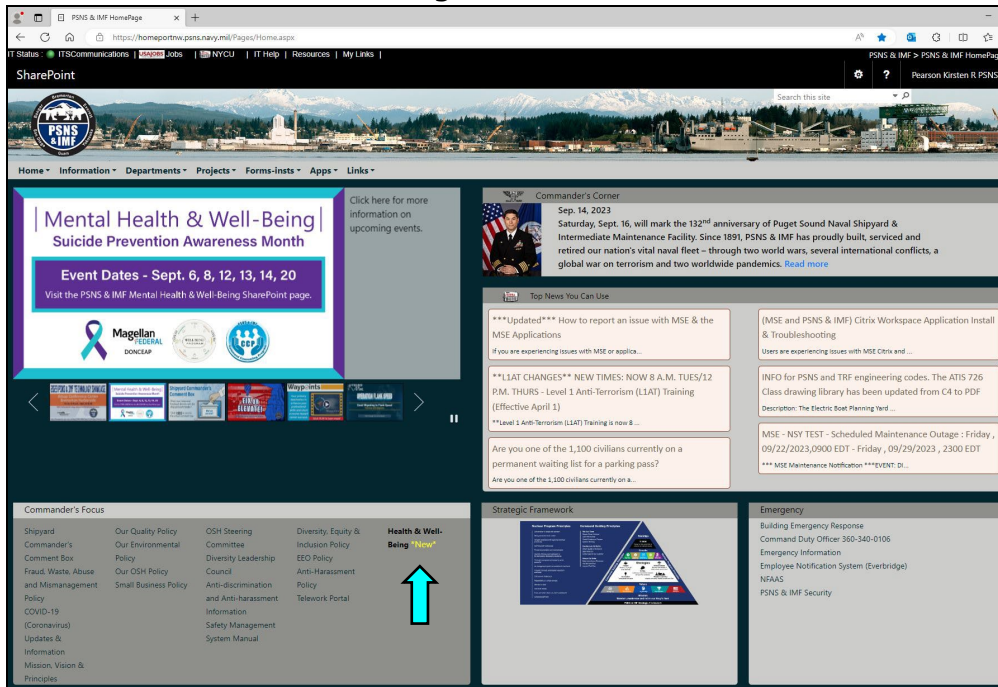 PSNS & IMF HomePage
https://homeportnw.psns.navy.mil/Pages/Home.aspx
IT Status : ITSCommunications | USAJOBS Jobs | NYCU | IT Help | Resources | My Links |
PSNS & IMF > PSNS & IMF HomePag
SharePoint
? Pearson Kirsten R PSNS
Search this site
Bremerton
PSNS
& IMF
Home Information Departments Projects Forms-insts Apps Links
Mental Health & Well-Being
Suicide Prevention Awareness Month
Event Dates - Sept. 6, 8, 12, 13, 14, 20
Visit the PSNS & IMF Mental Health & Well-Being SharePoint page.
Magellan
FEDERAL
DONCEAP
Click here for more
information on
upcoming events.
Commander's Corner
Sep. 14, 2023
Saturday, Sept. 16, will mark the 132nd anniversary of Puget Sound Naval Shipyard &
Intermediate Maintenance Facility. Since 1891, PSNS & IMF has proudly built, serviced and
retired our nation's vital naval fleet – through two world wars, several international conflicts, a
global war on terrorism and two worldwide pandemics. Read more
Top News You Can Use
***Updated*** How to report an issue with MSE & the
MSE Applications
If you are experiencing issues with MSE or applica...
**L1AT CHANGES** NEW TIMES: NOW 8 A.M. TUES/12
P.M. THURS - Level 1 Anti-Terrorism (L1AT) Training
(Effective April 1)
**Level 1 Anti-Terrorism (L1AT) Training is now 8 ...
Are you one of the 1,100 civilians currently on a
permanent waiting list for a parking pass?
Are you one of the 1,100 civilians currently on a...
(MSE and PSNS & IMF) Citrix Workspace Application Install
& Troubleshooting
Users are experiencing issues with MSE Citrix and ...
INFO for PSNS and TRF engineering codes. The ATIS 726
Class drawing library has been updated from C4 to PDF
Description: The Electric Boat Planning Yard ...
MSE - NSY TEST - Scheduled Maintenance Outage : Friday ,
09/22/2023,0900 EDT - Friday , 09/29/2023 , 2300 EDT
*** MSE Maintenance Notification ***EVENT: DI...
Commander's Focus
Shipyard
Commander's
Comment Box
Fraud, Waste, Abuse
and Mismanagement
Policy
COVID-19
(Coronavirus)
Updates &
Information
Mission, Vision &
Principles
Our Quality Policy
Our Environmental
Policy
Our OSH Policy
Small Business Policy
OSH Steering
Committee
Diversity Leadership
Council
Anti-discrimination
and Anti-harassment
Information
Safety Management
System Manual
Diversity, Equity &
Inclusion Policy
EEO Policy
Anti-Harassment
Policy
Telework Portal
Health & Well-
Being *New*
Strategic Framework
Emergency
Building Emergency Response
Command Duty Officer 360-340-0106
Emergency Information
Employee Notification System (Everbridge)
NFAAS
PSNS & IMF Security